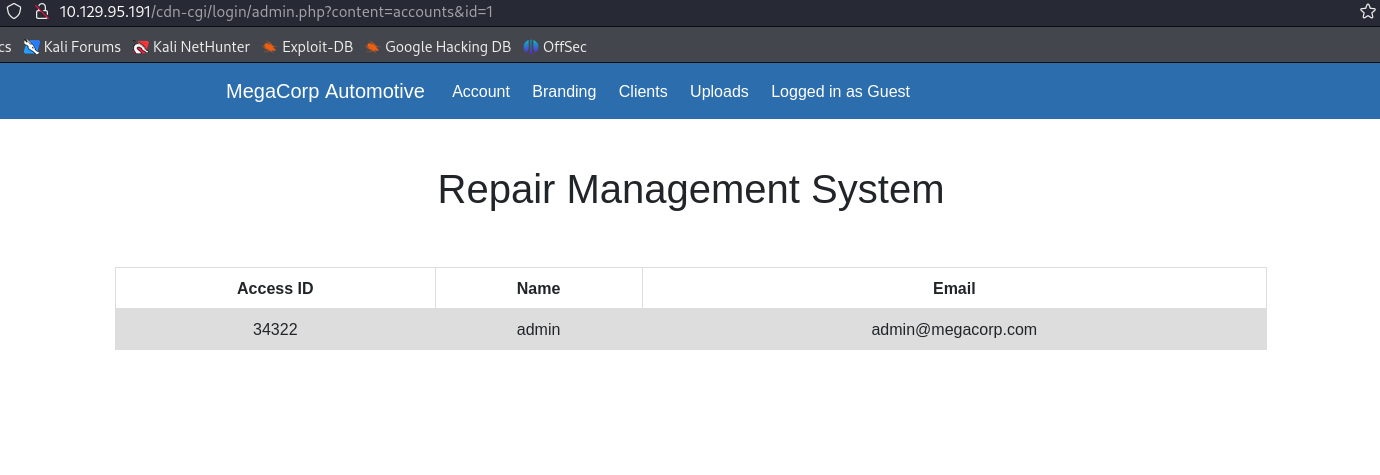 10.129.95.191/cdn-cgi/login/admin.php?content=accounts&id=1
cs Kali Forums Kali NetHunter Exploit-DB Google Hacking DB OffSec
MegaCorp Automotive Account Branding Clients Uploads Logged in as Guest
Repair Management System
Access ID Name Email
34322 admin admin@megacorp.com